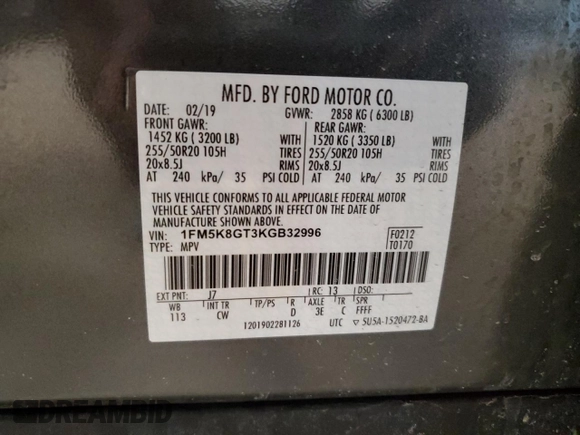 MFD. BY FORD MOTOR CO.
DATE: 02/19 GVWR: 2858 KG (6300 LB)
FRONT GAWR: REAR GAWR:
1452 KG (3200 LB) WITH 1520 KG (3350 LB) WITH
255/50R20 105H TIRES 255/50R20 105H TIRES
20x8.5J RIMS 20x8.5J RIMS
AT 240 kPa/ 35 PSI COLD AT 240 kPa/ 35 PSI COLD
THIS VEHICLE CONFORMS TO ALL APPLICABLE FEDERAL MOTOR
VEHICLE SAFETY STANDARDS IN EFFECT ON THE DATE OF
MANUFACTURE SHOWN ABOVE.
VIN: 1FM5K8GT3KGB32996 F0212
TYPE: MPV T0170
EXT PNT: J7 RC: 13 DSO:
WB INT TR TP/PS R AXLE TR SPR
113 CW D 3E C FFFF
1201902281126 UTC ▽ 5U5A-1520472-BA
DREAMBID